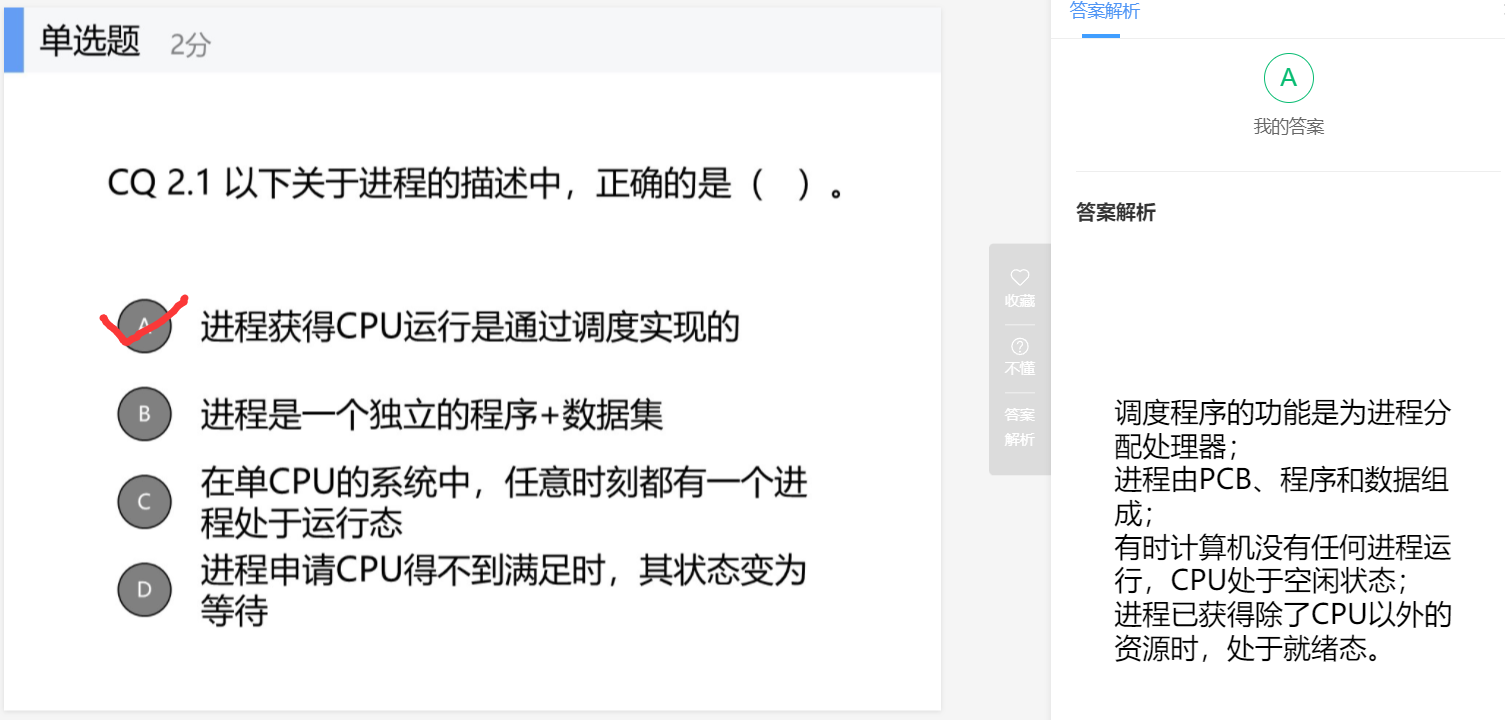 单选题 2分
CQ 2.1 以下关于进程的描述中，正确的是（ ）。
A 进程获得CPU运行是通过调度实现的
B 进程是一个独立的程序+数据集
C 在单CPU的系统中，任意时刻都有一个进
程处于运行态
D 进程申请CPU得不到满足时，其状态变为
等待
收藏
不懂
答案
解析
答案解析
A
我的答案
答案解析
调度程序的功能是为进程分
配处理器；
进程由PCB、程序和数据组
成；
有时计算机没有任何进程运
行，CPU处于空闲状态；
进程已获得除了CPU以外的
资源时，处于就绪态。